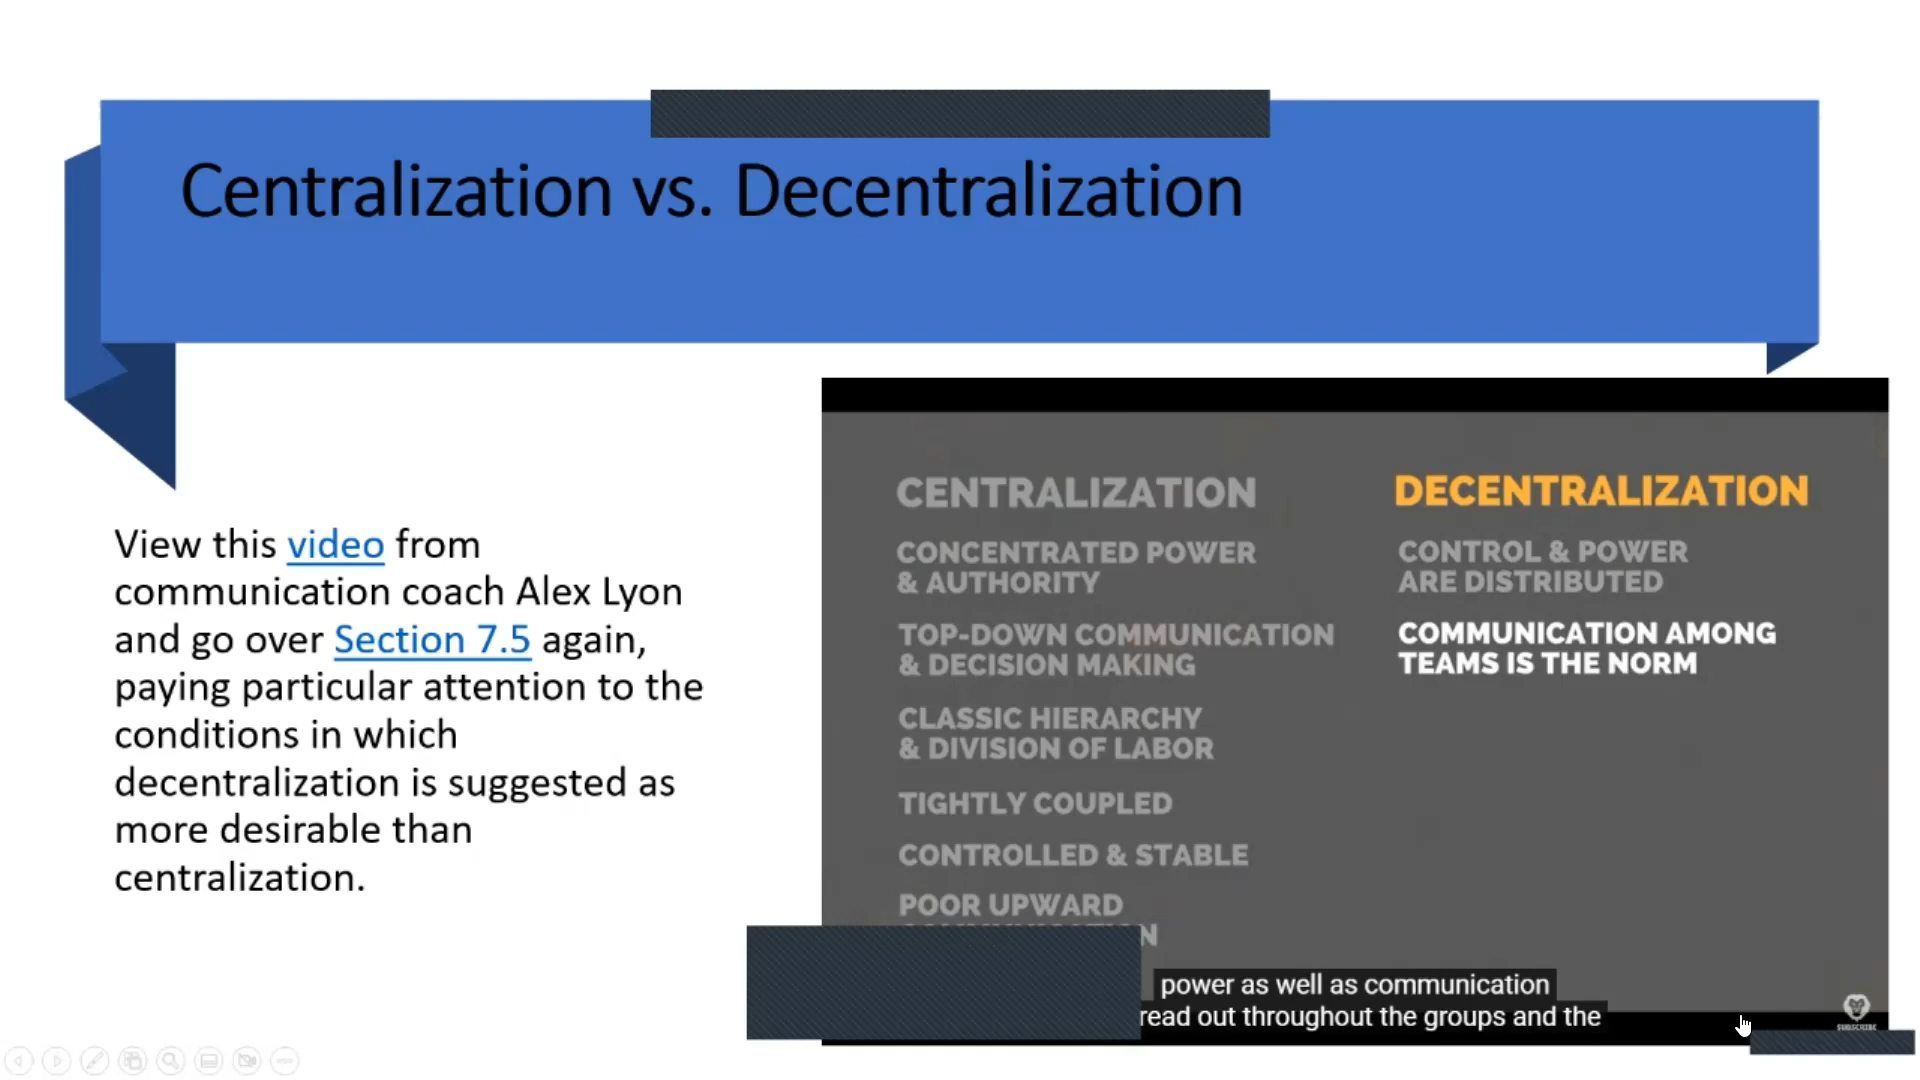 Centralization vs. Decentralization
View this video from
communication coach Alex Lyon
and go over Section 7.5 again,
paying particular attention to the
conditions in which
decentralization is suggested as
more desirable than
centralization.
CENTRALIZATION
CONCENTRATED POWER
& AUTHORITY
TOP-DOWN COMMUNICATION
& DECISION MAKING
CLASSIC HIERARCHY
& DIVISION OF LABOR
TIGHTLY COUPLED
CONTROLLED & STABLE
POOR UPWARD
DECENTRALIZATION
CONTROL & POWER
ARE DISTRIBUTED
COMMUNICATION AMONG
TEAMS IS THE NORM
power as well as communication
read out throughout the groups and the
SUBSCRIBE